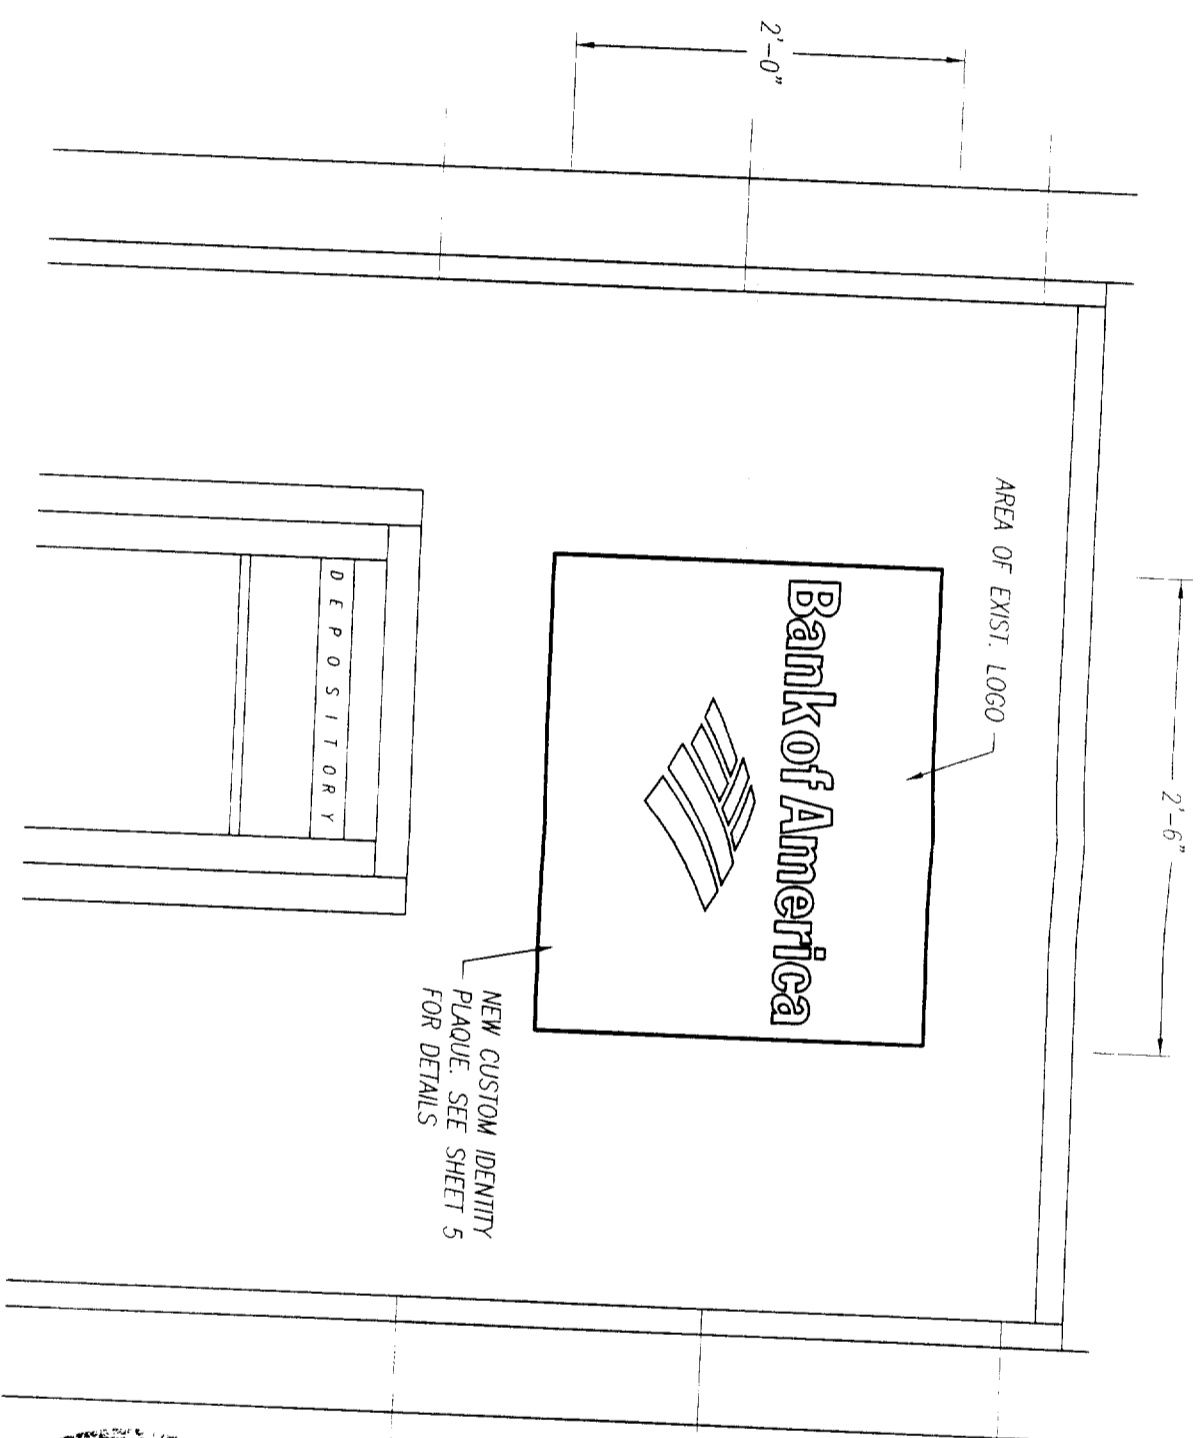 2'-6"
AREA OF EXIST. LOGO
2'-0"
Bank of America
NEW CUSTOM IDENTITY
PLAQUE. SEE SHEET 5
FOR DETAILS
DEPOSITORY